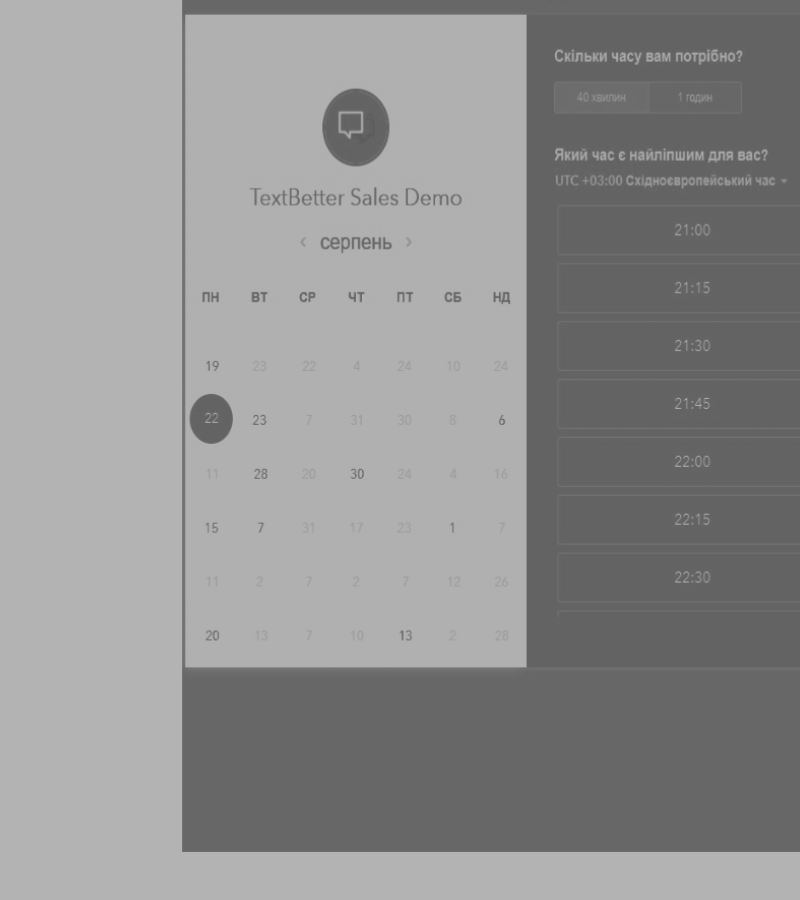 TextBetter Sales Demo
‹ серпень ›
ПН ВТ СР ЧТ ПТ СБ НД
19 23 22 4 24 10 24
22 23 7 31 30 8 6
11 28 20 30 24 4 16
15 7 31 17 23 1 7
11 2 7 2 7 12 26
20 13 7 10 13 2 28
Скільки часу вам потрібно?
40 хвилин 1 годин
Який час є найліпшим для вас?
UTC +03:00 Східноєвропейський час
21:00
21:15
21:30
21:45
22:00
22:15
22:30